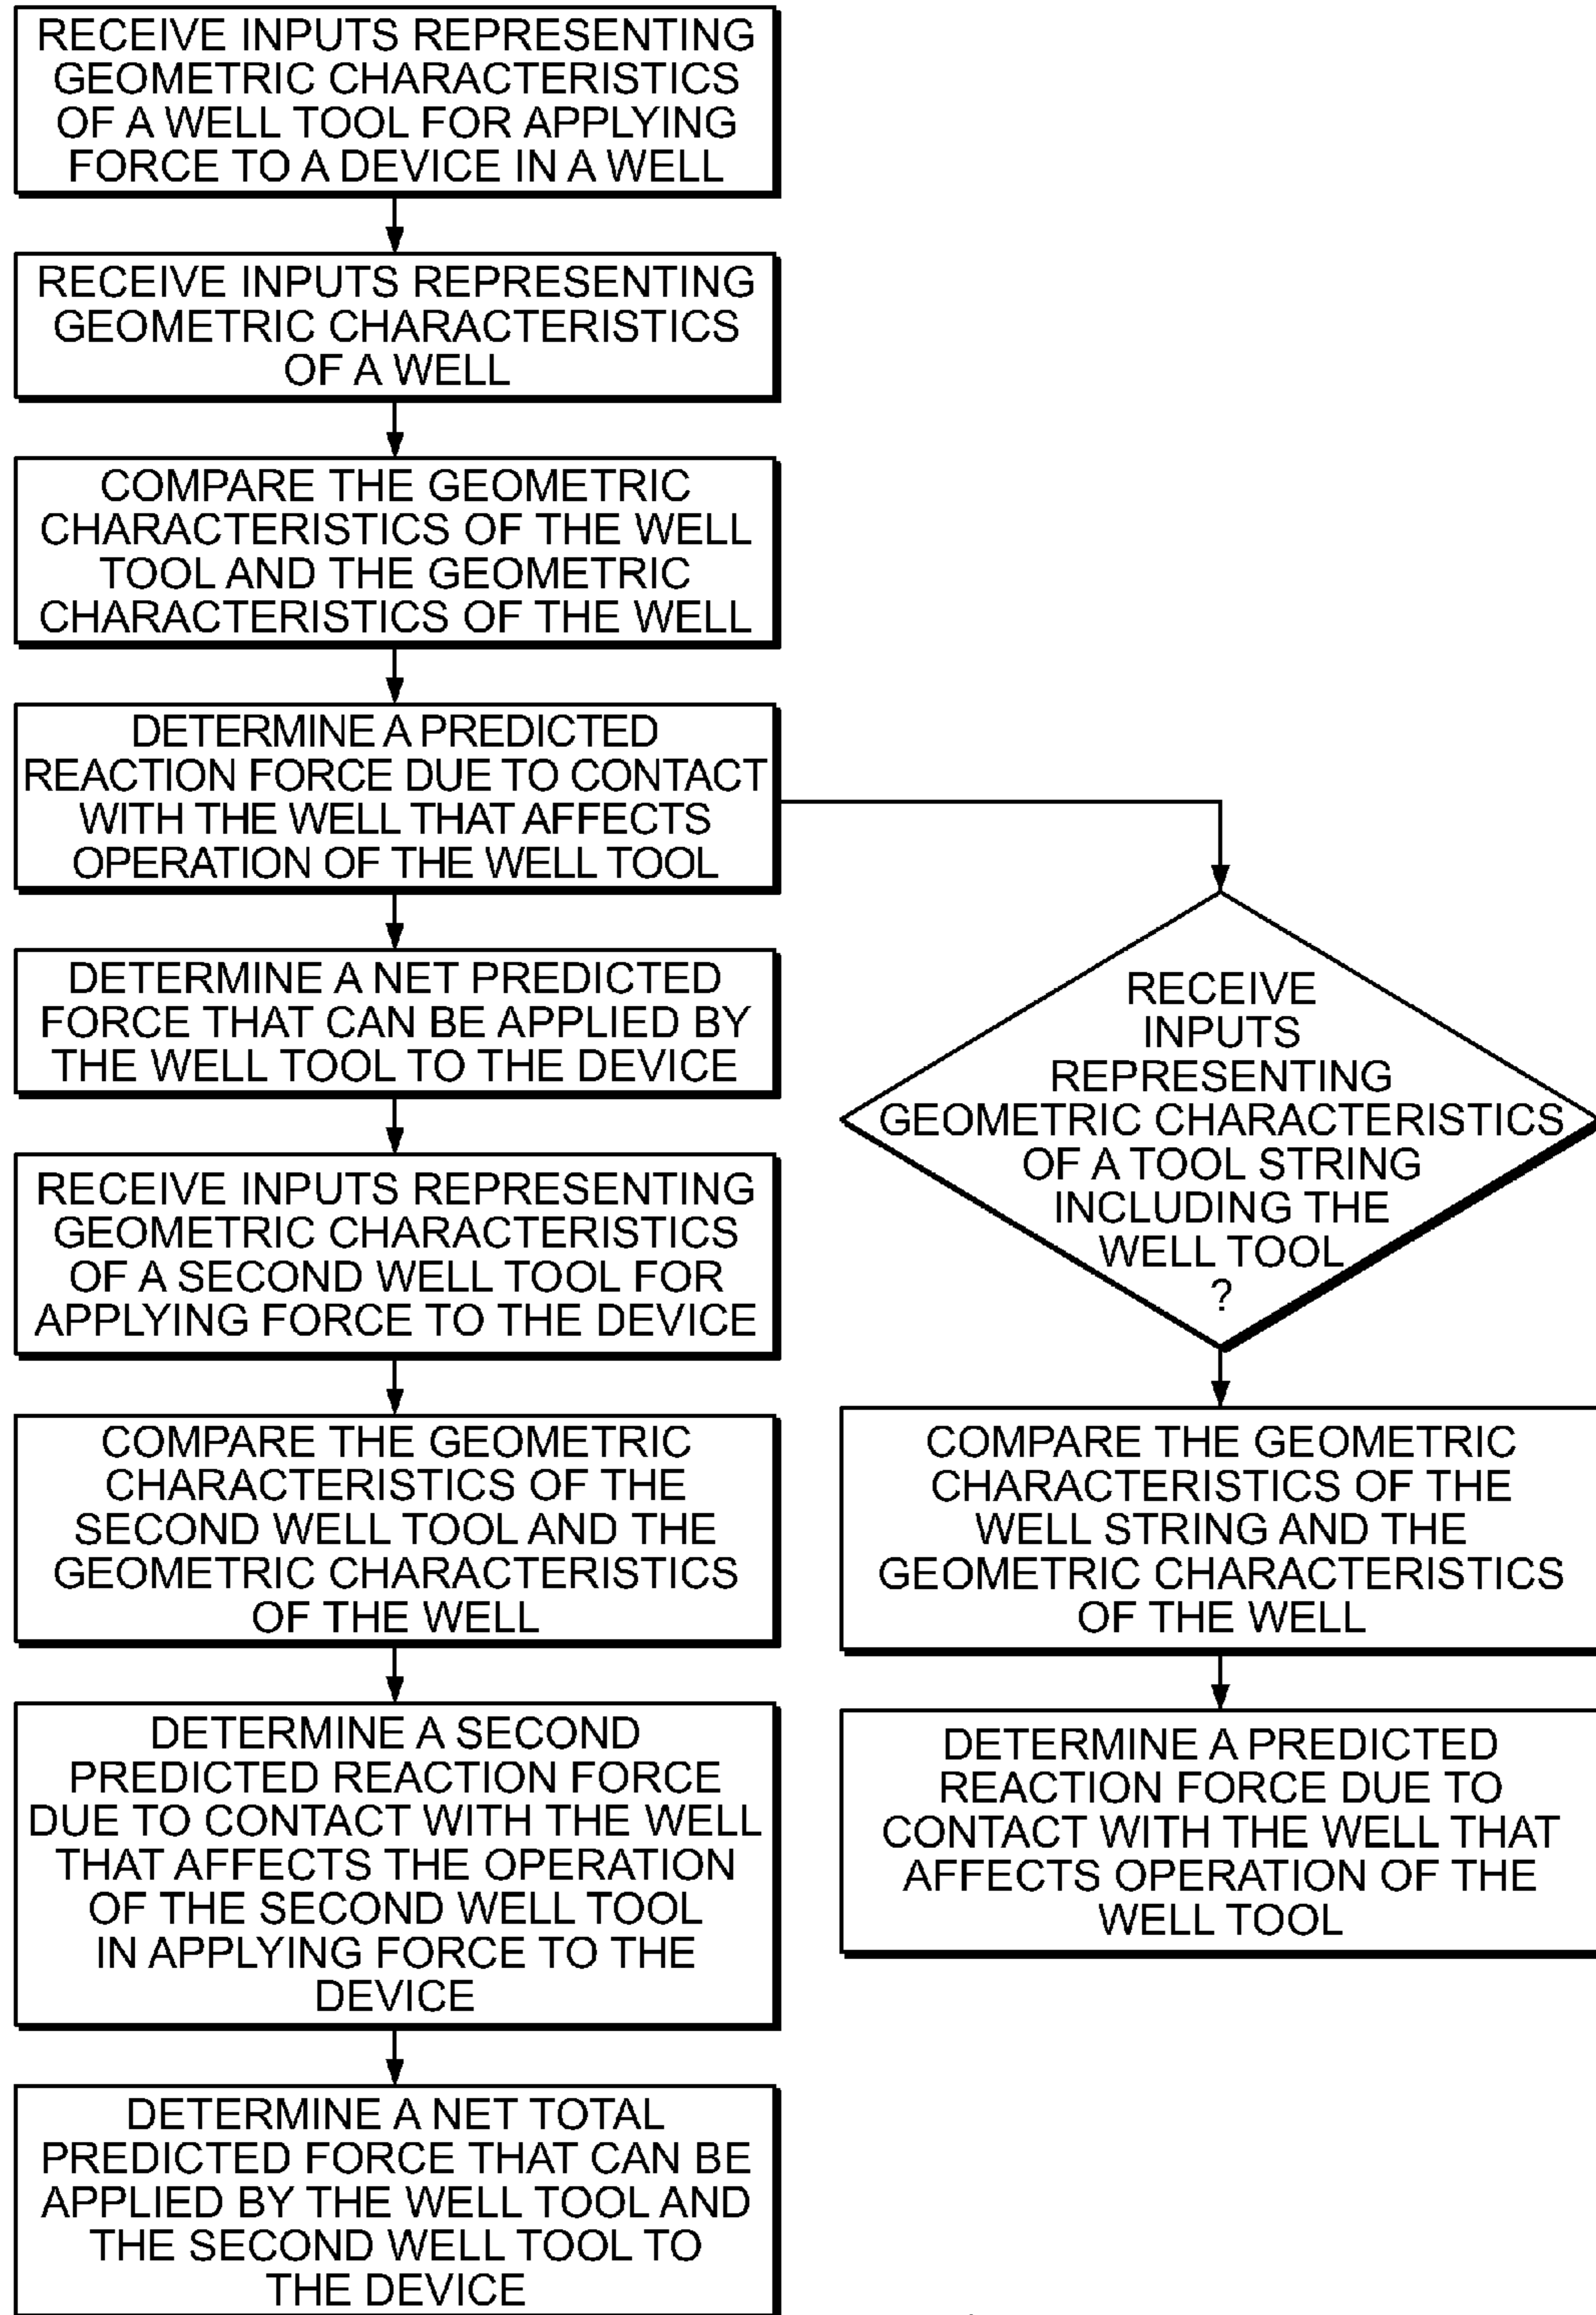 RECEIVE INPUTS REPRESENTING
GEOMETRIC CHARACTERISTICS
OF A WELL TOOL FOR APPLYING
FORCE TO A DEVICE IN A WELL
RECEIVE INPUTS REPRESENTING
GEOMETRIC CHARACTERISTICS
OF A WELL
COMPARE THE GEOMETRIC
CHARACTERISTICS OF THE WELL
TOOL AND THE GEOMETRIC
CHARACTERISTICS OF THE WELL
DETERMINE A PREDICTED
REACTION FORCE DUE TO CONTACT
WITH THE WELL THAT AFFECTS
OPERATION OF THE WELL TOOL
DETERMINE A NET PREDICTED
FORCE THAT CAN BE APPLIED BY
THE WELL TOOL TO THE DEVICE
RECEIVE INPUTS REPRESENTING
GEOMETRIC CHARACTERISTICS
OF A SECOND WELL TOOL FOR
APPLYING FORCE TO THE DEVICE
COMPARE THE GEOMETRIC
CHARACTERISTICS OF THE
SECOND WELL TOOL AND THE
GEOMETRIC CHARACTERISTICS
OF THE WELL
DETERMINE A SECOND
PREDICTED REACTION FORCE
DUE TO CONTACT WITH THE WELL
THAT AFFECTS THE OPERATION
OF THE SECOND WELL TOOL
IN APPLYING FORCE TO THE
DEVICE
DETERMINE A NET TOTAL
PREDICTED FORCE THAT CAN BE
APPLIED BY THE WELL TOOL AND
THE SECOND WELL TOOL TO
THE DEVICE
RECEIVE
INPUTS
REPRESENTING
GEOMETRIC CHARACTERISTICS
OF A TOOL STRING
INCLUDING THE
WELL TOOL
?
COMPARE THE GEOMETRIC
CHARACTERISTICS OF THE
WELL STRING AND THE
GEOMETRIC CHARACTERISTICS
OF THE WELL
DETERMINE A PREDICTED
REACTION FORCE DUE TO
CONTACT WITH THE WELL THAT
AFFECTS OPERATION OF THE
WELL TOOL